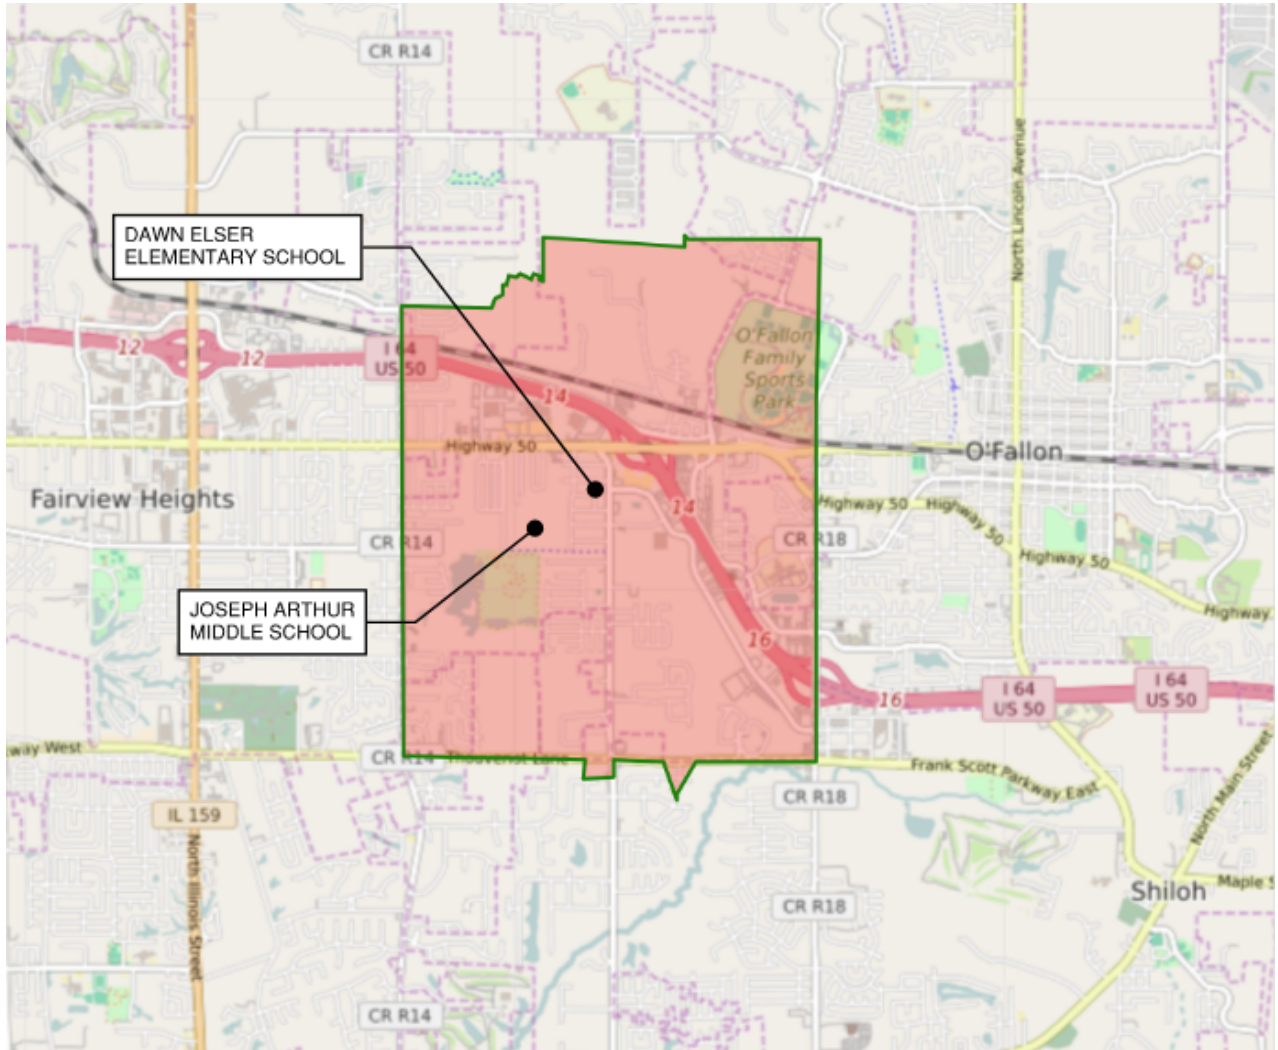 CR R14
North Lincoln Avenue
DAWN ELSER
ELEMENTARY SCHOOL
12
12
I 64
US 50
14
O'Fallon
Family
Sports
Park
Highway 50
O'Fallon
Fairview Heights
14
Highway 50
Highway 50
CR R14
CR R18
Highway 50
JOSEPH ARTHUR
MIDDLE SCHOOL
Highway
16
16
I 64
US 50
I 64
US 50
way West
CR R14
Thouvenot Lane
Frank Scott Parkway East
North Main Street
CR R18
IL 159
North Illinois Street
Shiloh
Maple S
CR R18
CR R14